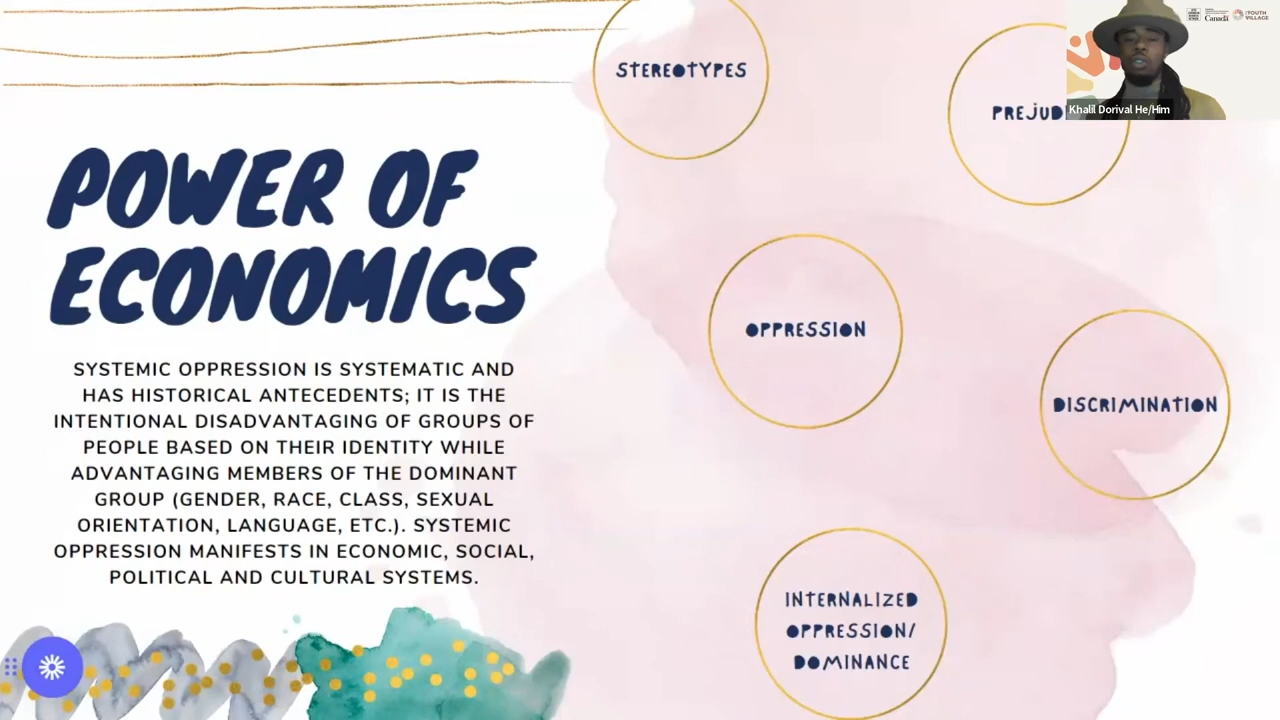 STEREOTYPES
Canada
YOUTH
VILLAGE
Khalil Dorival He/Him
POWER OF
ECONOMICS
SYSTEMIC OPPRESSION IS SYSTEMATIC AND
HAS HISTORICAL ANTECEDENTS; IT IS THE
INTENTIONAL DISADVANTAGING OF GROUPS OF
PEOPLE BASED ON THEIR IDENTITY WHILE
ADVANTAGING MEMBERS OF THE DOMINANT
GROUP (GENDER, RACE, CLASS, SEXUAL
ORIENTATION, LANGUAGE, ETC.). SYSTEMIC
OPPRESSION MANIFESTS IN ECONOMIC, SOCIAL,
POLITICAL AND CULTURAL SYSTEMS.
OPPRESSION
DISCRIMINATION
INTERNALIZED
OPPRESSION/
DOMINANCE